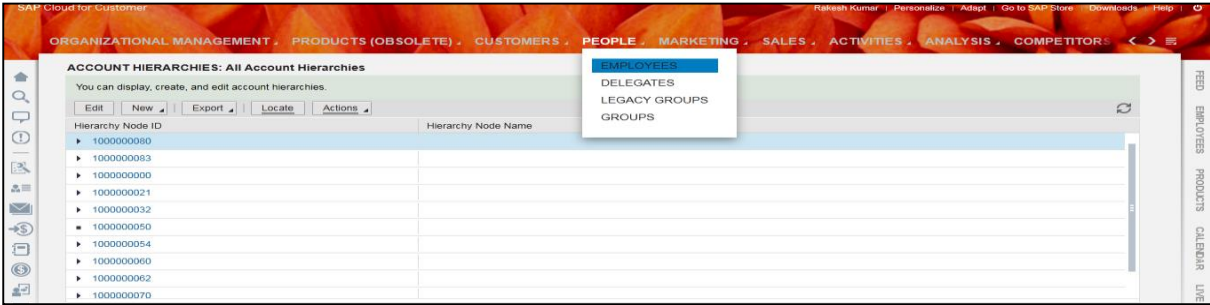 SAP Cloud for Customer
Rakesh Kumar | Personalize | Adapt | Go to SAP Store | Downloads | Help
ORGANIZATIONAL MANAGEMENT PRODUCTS (OBSOLETE) CUSTOMERS PEOPLE MARKETING SALES ACTIVITIES ANALYSIS COMPETITORS
EMPLOYEES
DELEGATES
LEGACY GROUPS
GROUPS
ACCOUNT HIERARCHIES: All Account Hierarchies
You can display, create, and edit account hierarchies.
Edit New Export Locate Actions
Hierarchy Node ID Hierarchy Node Name
1000000080
1000000083
1000000000
1000000021
1000000032
1000000050
1000000054
1000000060
1000000062
1000000070
FEED
EMPLOYEES
PRODUCTS
CALENDAR
LIVE